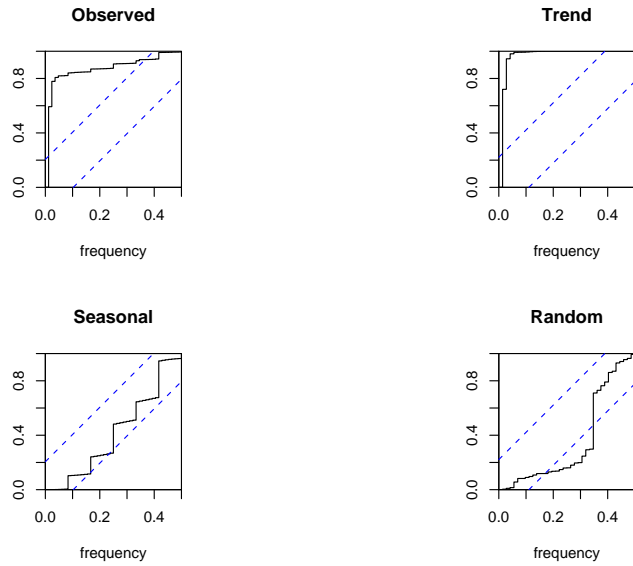 Observed
0.0 0.4 0.8
0.0 0.2 0.4
frequency
Trend
0.0 0.4 0.8
0.0 0.2 0.4
frequency
Seasonal
0.0 0.4 0.8
0.0 0.2 0.4
frequency
Random
0.0 0.4 0.8
0.0 0.2 0.4
frequency